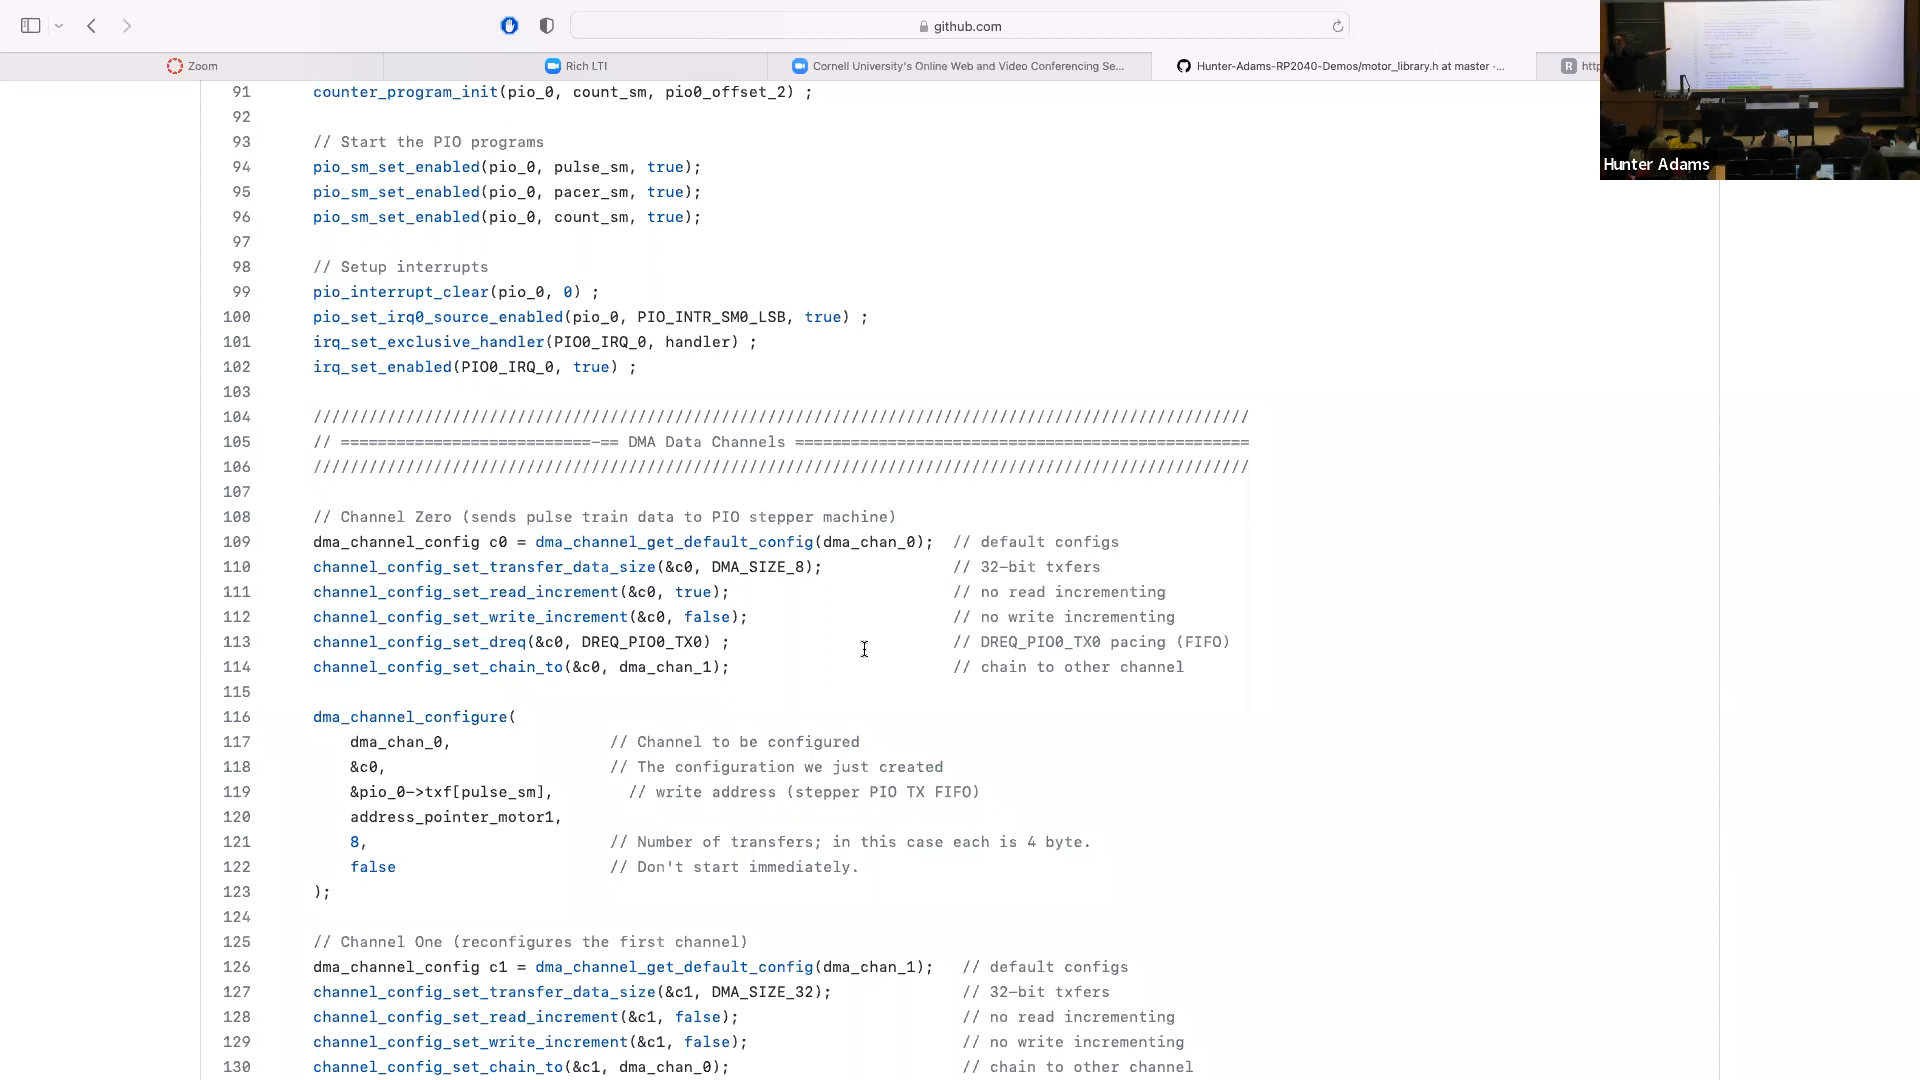 github.com
Zoom
Rich LTI
Cornell University's Online Web and Video Conferencing Se...
Hunter-Adams-RP2040-Demos/motor_library.h at master ·...
R htt
Hunter Adams
91 counter_program_init(pio_0, count_sm, pio0_offset_2) ;
92
93 // Start the PIO programs
94 pio_sm_set_enabled(pio_0, pulse_sm, true);
95 pio_sm_set_enabled(pio_0, pacer_sm, true);
96 pio_sm_set_enabled(pio_0, count_sm, true);
97
98 // Setup interrupts
99 pio_interrupt_clear(pio_0, 0) ;
100 pio_set_irq0_source_enabled(pio_0, PIO_INTR_SM0_LSB, true) ;
101 irq_set_exclusive_handler(PIO0_IRQ_0, handler) ;
102 irq_set_enabled(PIO0_IRQ_0, true) ;
103
104 /////////////////////////////////////////////////////////////////////////////////////////////////////
105 // ===========================-== DMA Data Channels =================================================
106 /////////////////////////////////////////////////////////////////////////////////////////////////////
107
108 // Channel Zero (sends pulse train data to PIO stepper machine)
109 dma_channel_config c0 = dma_channel_get_default_config(dma_chan_0); // default configs
110 channel_config_set_transfer_data_size(&c0, DMA_SIZE_8); // 32-bit txfers
111 channel_config_set_read_increment(&c0, true); // no read incrementing
112 channel_config_set_write_increment(&c0, false); // no write incrementing
113 channel_config_set_dreq(&c0, DREQ_PIO0_TX0) ; // DREQ_PIO0_TX0 pacing (FIFO)
114 channel_config_set_chain_to(&c0, dma_chan_1); // chain to other channel
115
116 dma_channel_configure(
117 dma_chan_0, // Channel to be configured
118 &c0, // The configuration we just created
119 &pio_0->txf[pulse_sm], // write address (stepper PIO TX FIFO)
120 address_pointer_motor1,
121 8, // Number of transfers; in this case each is 4 byte.
122 false // Don't start immediately.
123 );
124
125 // Channel One (reconfigures the first channel)
126 dma_channel_config c1 = dma_channel_get_default_config(dma_chan_1); // default configs
127 channel_config_set_transfer_data_size(&c1, DMA_SIZE_32); // 32-bit txfers
128 channel_config_set_read_increment(&c1, false); // no read incrementing
129 channel_config_set_write_increment(&c1, false); // no write incrementing
130 channel_config_set_chain_to(&c1, dma_chan_0); // chain to other channel